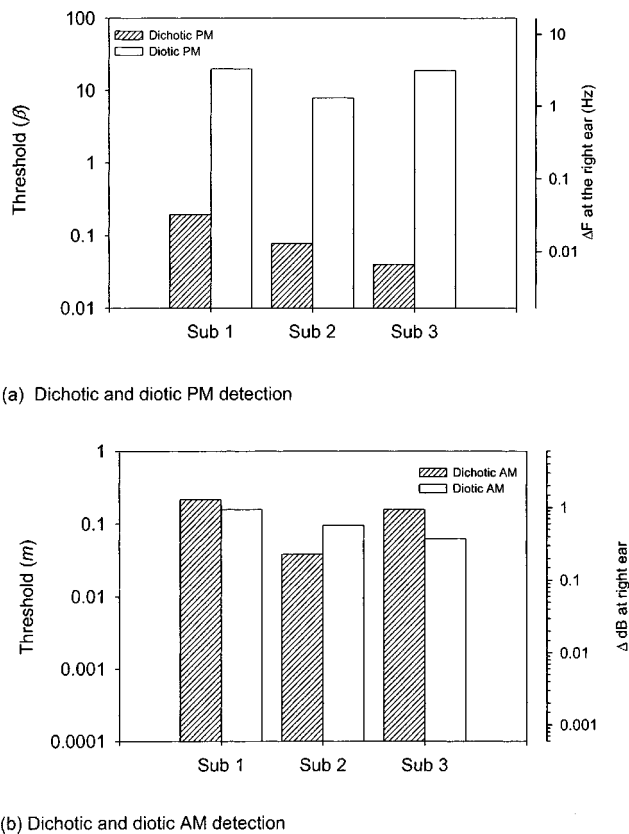 100
10
1
0.1
0.01
Threshold (β)
Dichotic PM
Diotic PM
10
1
0.1
0.01
ΔF at the right ear (Hz)
Sub 1 Sub 2 Sub 3
(a) Dichotic and diotic PM detection
1
0.1
0.01
0.001
0.0001
Threshold (m)
Dichotic AM
Diotic AM
1
0.1
0.01
0.001
Δ dB at right ear
Sub 1 Sub 2 Sub 3
(b) Dichotic and diotic AM detection